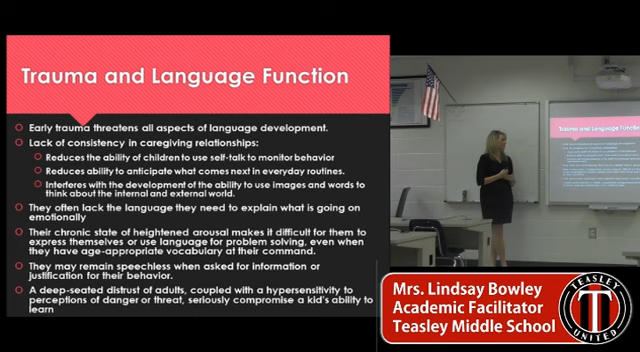 Trauma and Language Function
Early trauma threatens all aspects of language development.
Lack of consistency in caregiving relationships:
Reduces the ability of children to use self-talk to monitor behavior
Reduces ability to anticipate what comes next in everyday routines.
Interferes with the development of the ability to use images and words to
think about the internal and external world.
They often lack the language they need to explain what is going on
emotionally
Their chronic state of heightened arousal makes it difficult for them to
express themselves or use language for problem solving, even when
they have age-appropriate vocabulary at their command.
They may remain speechless when asked for information or
justification for their behavior.
A deep-seated distrust of adults, coupled with a hypersensitivity to
perceptions of danger or threat, seriously compromise a kid's ability to
learn
Trauma and Language Function
Mrs. Lindsay Bowley
Academic Facilitator
Teasley Middle School
TEASLEY
T
UNITED